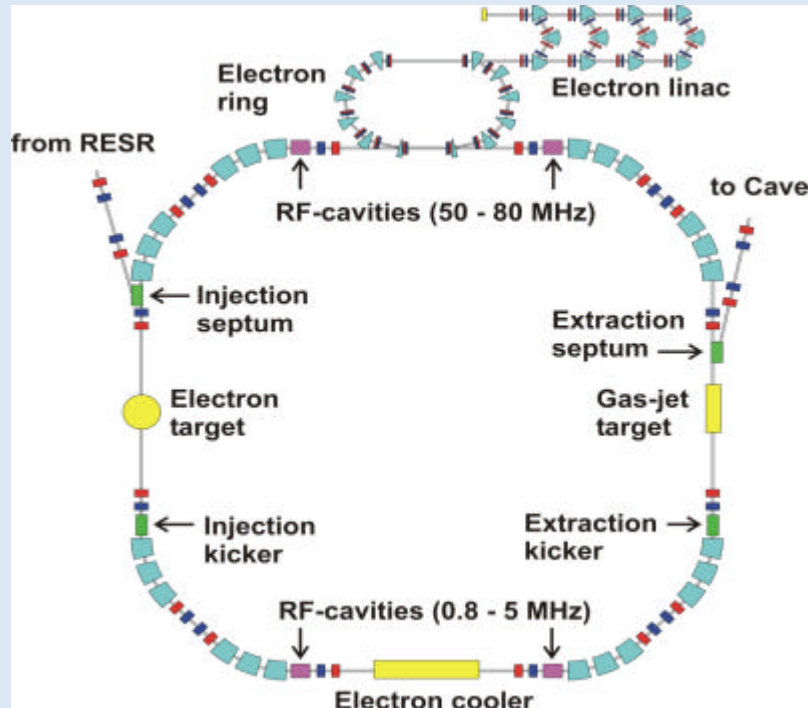 Electron
ring
Electron linac
from RESR
RF-cavities (50 - 80 MHz)
to Cave
Injection
septum
Extraction
septum
Electron
target
Gas-jet
target
Injection
kicker
Extraction
kicker
RF-cavities (0.8 - 5 MHz)
Electron cooler